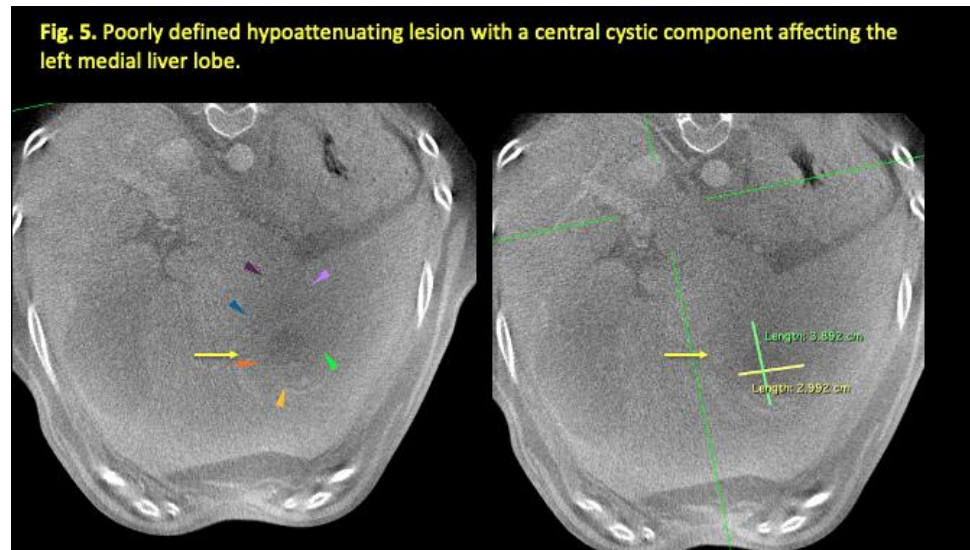 Fig. 5. Poorly defined hypoattenuating lesion with a central cystic component affecting the
left medial liver lobe.
Length: 3.892 cm
Length: 2.992 cm